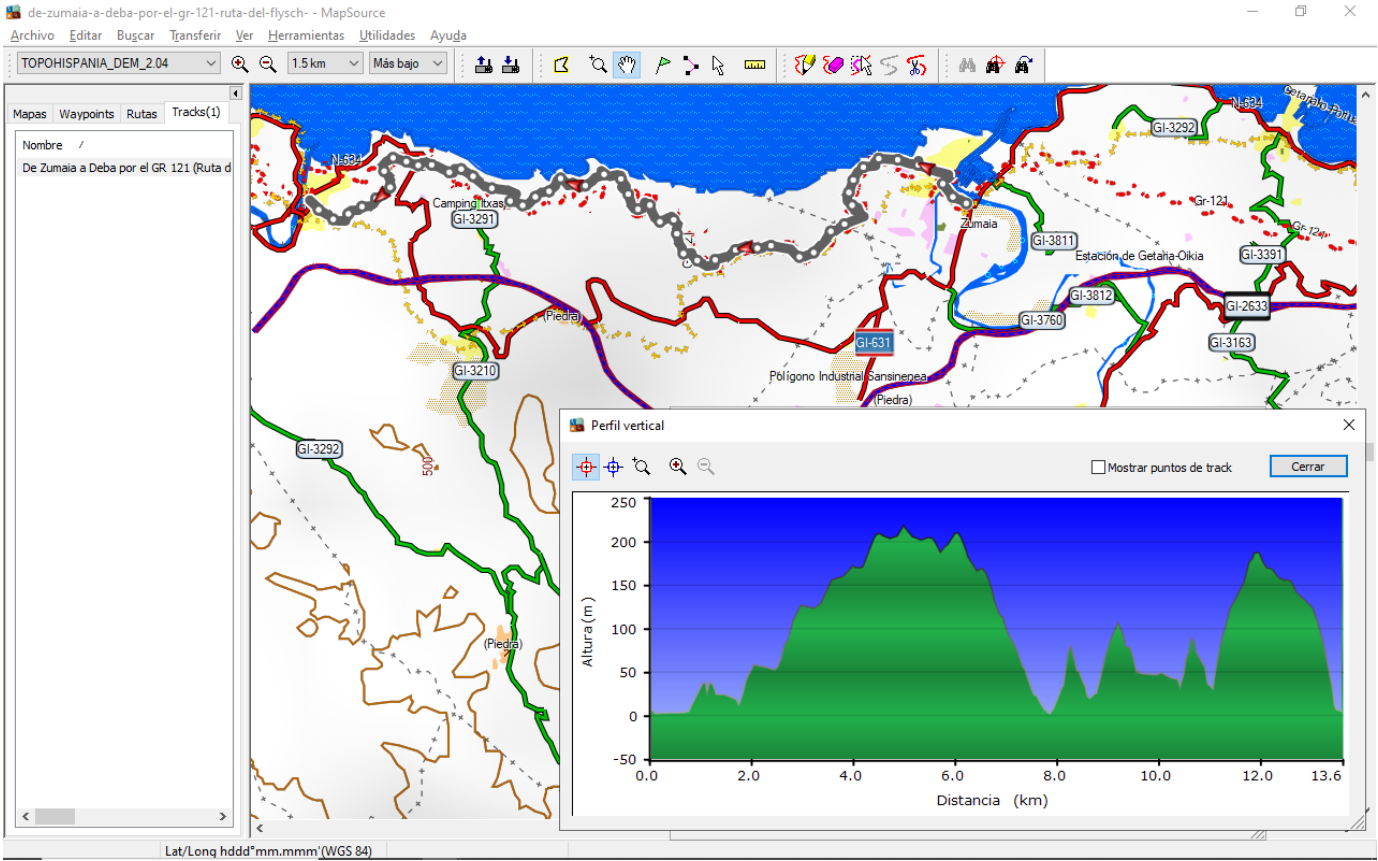 de-zumaia-a-deba-por-el-gr-121-ruta-del-flysch- - MapSource
Archivo Editar Buscar Transferir Ver Herramientas Utilidades Ayuda
TOPOHISPANIA_DEM_2.04 1.5 km Más bajo
Mapas Waypoints Rutas Tracks(1)
Nombre /
De Zumaia a Deba por el GR 121 (Ruta d
N-634
GI-3292
N-634
Camping Itxas
GI-3291
Zumaia
Gr-121
Gr-121
GI-3811
Estación de Getaria-Oikia
GI-3391
GI-3812
GI-2633
(Piedra)
GI-3760
GI-631
GI-3163
GI-3210
Polígono Industrial Sansinenea
(Piedra)
GI-3292
500
(Piedra)
Perfil vertical
Mostrar puntos de track
Cerrar
250
200
150
100
50
0
-50
Altura (m)
0.0 2.0 4.0 6.0 8.0 10.0 12.0 13.6
Distancia (km)
Lat/Long hddd°mm.mmm'(WGS 84)